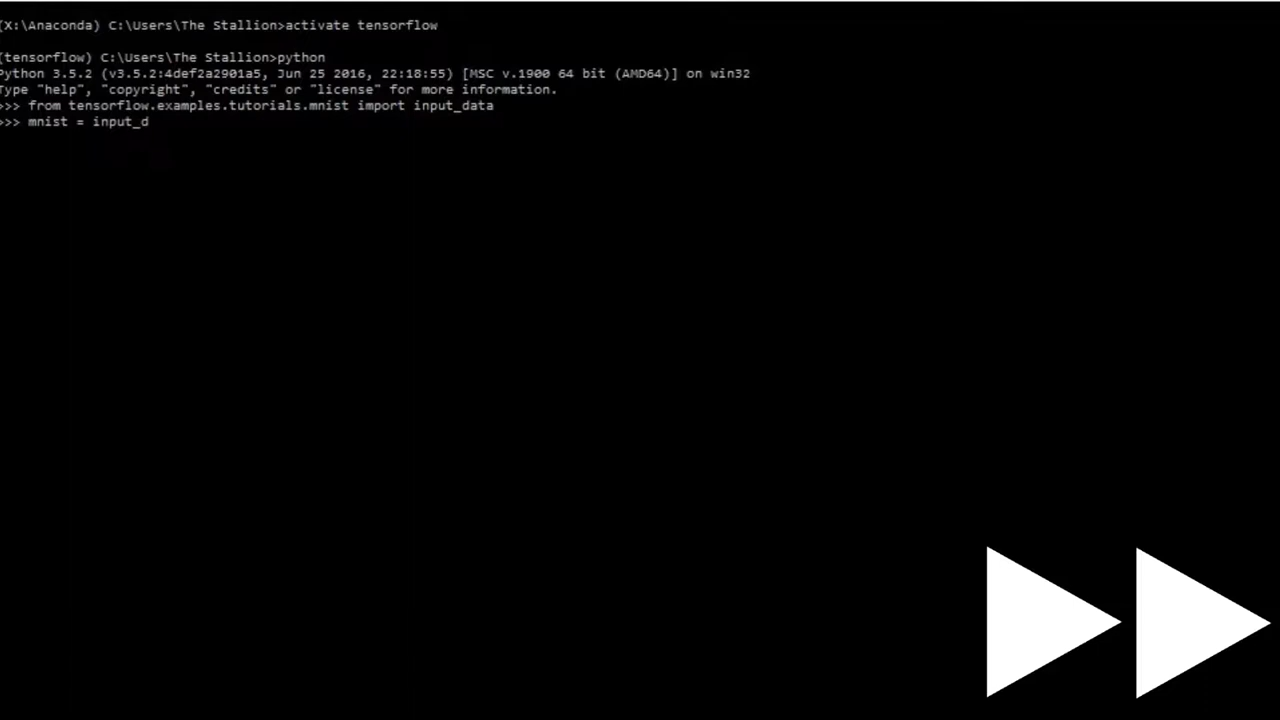 [X:\Anaconda) C:\Users\The Stallion>activate tensorflow
[tensorflow) C:\Users\The Stallion>python
Python 3.5.2 (v3.5.2:4def2a2901a5, Jun 25 2016, 22:18:55) [MSC v.1900 64 bit (AMD64)] on win32
Type "help", "copyright", "credits" or "license" for more information.
>>> from tensorflow.examples.tutorials.mnist import input_data
>>> mnist = input_d